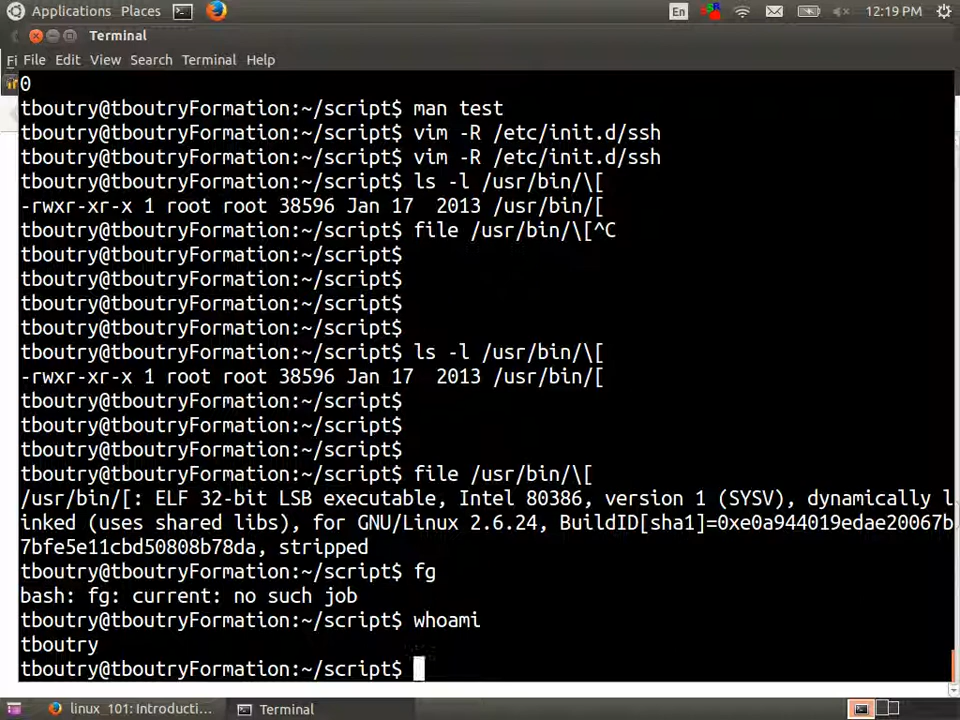 Applications Places En 12:19 PM
Terminal
Fi File Edit View Search Terminal Help
0
tboutry@tboutryFormation:~/script$ man test
tboutry@tboutryFormation:~/script$ vim -R /etc/init.d/ssh
tboutry@tboutryFormation:~/script$ vim -R /etc/init.d/ssh
tboutry@tboutryFormation:~/script$ ls -l /usr/bin/\[
-rwxr-xr-x 1 root root 38596 Jan 17  2013 /usr/bin/[
tboutry@tboutryFormation:~/script$ file /usr/bin/\[^C
tboutry@tboutryFormation:~/script$
tboutry@tboutryFormation:~/script$
tboutry@tboutryFormation:~/script$
tboutry@tboutryFormation:~/script$
tboutry@tboutryFormation:~/script$ ls -l /usr/bin/\[
-rwxr-xr-x 1 root root 38596 Jan 17  2013 /usr/bin/[
tboutry@tboutryFormation:~/script$
tboutry@tboutryFormation:~/script$
tboutry@tboutryFormation:~/script$
tboutry@tboutryFormation:~/script$ file /usr/bin/\[
/usr/bin/[: ELF 32-bit LSB executable, Intel 80386, version 1 (SYSV), dynamically l
inked (uses shared libs), for GNU/Linux 2.6.24, BuildID[sha1]=0xe0a944019edae20067b
7bfe5e11cbd50808b78da, stripped
tboutry@tboutryFormation:~/script$ fg
bash: fg: current: no such job
tboutry@tboutryFormation:~/script$ whoami
tboutry
tboutry@tboutryFormation:~/script$
linux_101: Introducti... Terminal